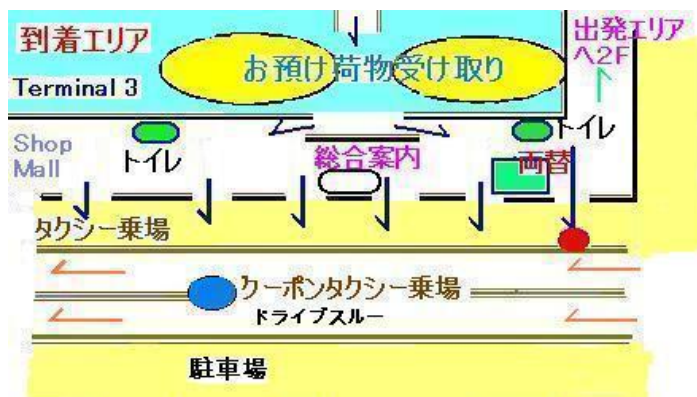 到着エリア
お預け荷物受け取り
出発エリア
へ2F
Terminal 3
Shop
Mall
トイレ
総合案内
トイレ
両替
タクシー乗場
クーポンタクシー乗場
ドライブスルー
駐車場